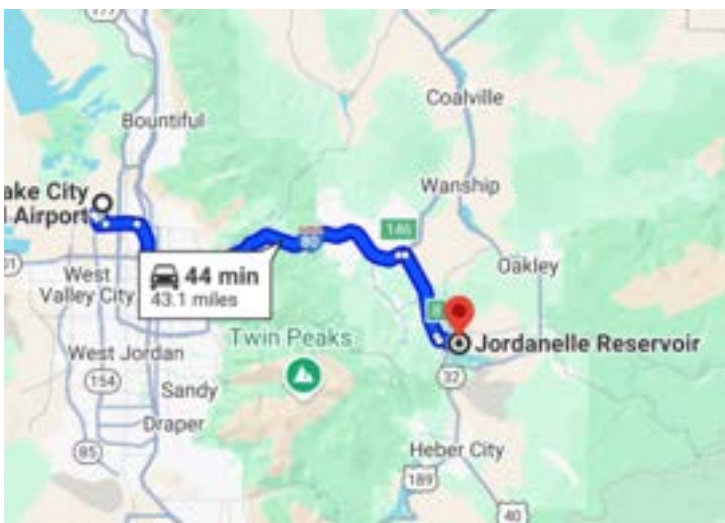 Coalville
Bountiful
Wanship
ake City
l Airport
146
80
Oakley
West
Valley City
44 min
43.1 miles
Twin Peaks
Jordanelle Reservoir
West Jordan
154
Sandy
32
Draper
85
Heber City
189
40